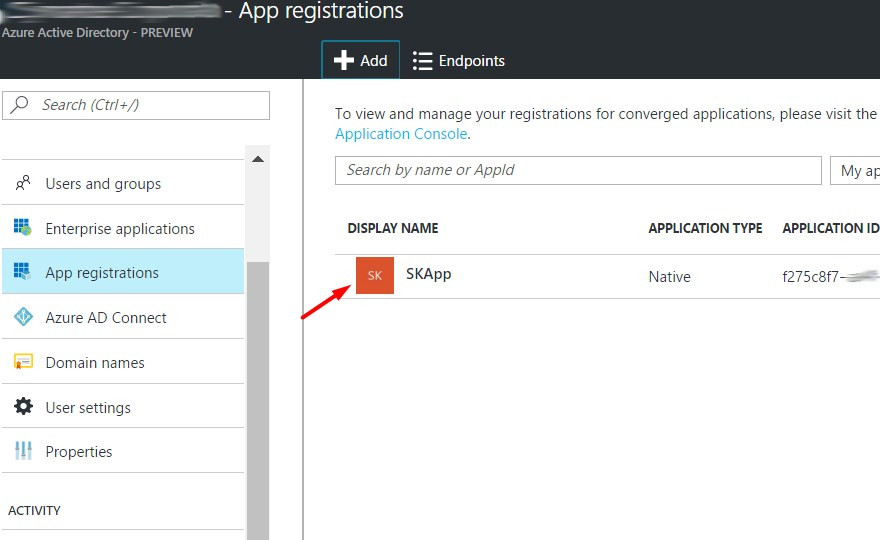 - App registrations
Azure Active Directory - PREVIEW
Add
Endpoints
Search (Ctrl+/)
Users and groups
Enterprise applications
App registrations
Azure AD Connect
Domain names
User settings
Properties
ACTIVITY
To view and manage your registrations for converged applications, please visit the
Application Console.
Search by name or AppId
My ap
DISPLAY NAME APPLICATION TYPE APPLICATION ID
SK SKApp Native f275c8f7-